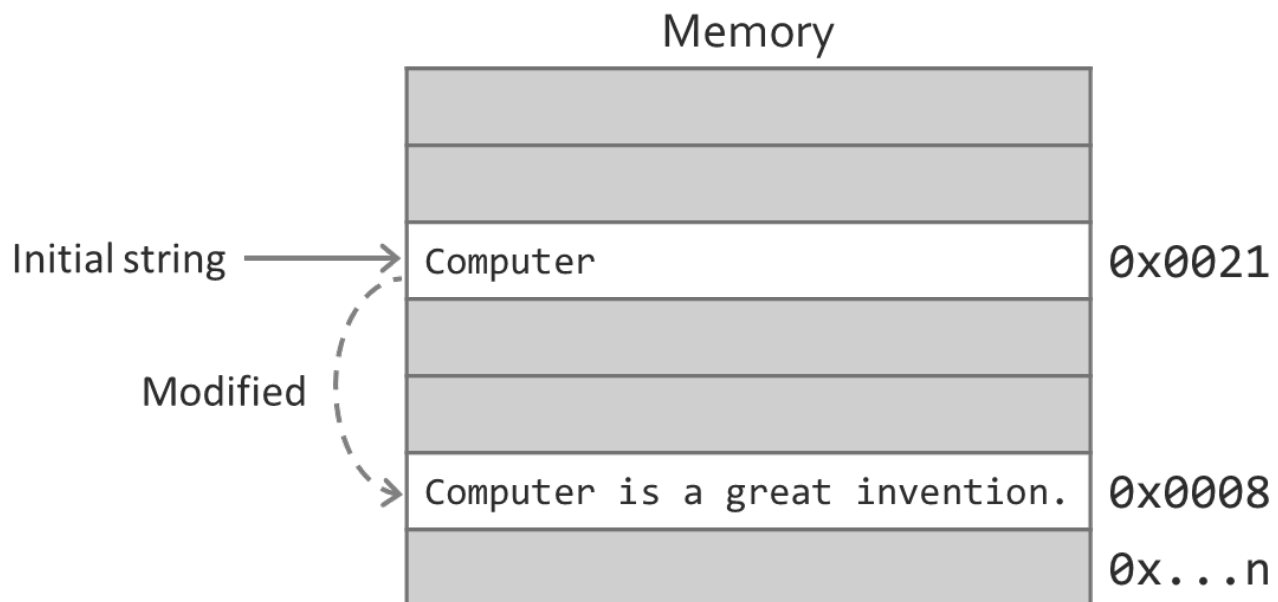 Memory
Initial string
Computer
0x0021
Modified
Computer is a great invention.
0x0008
0x...n